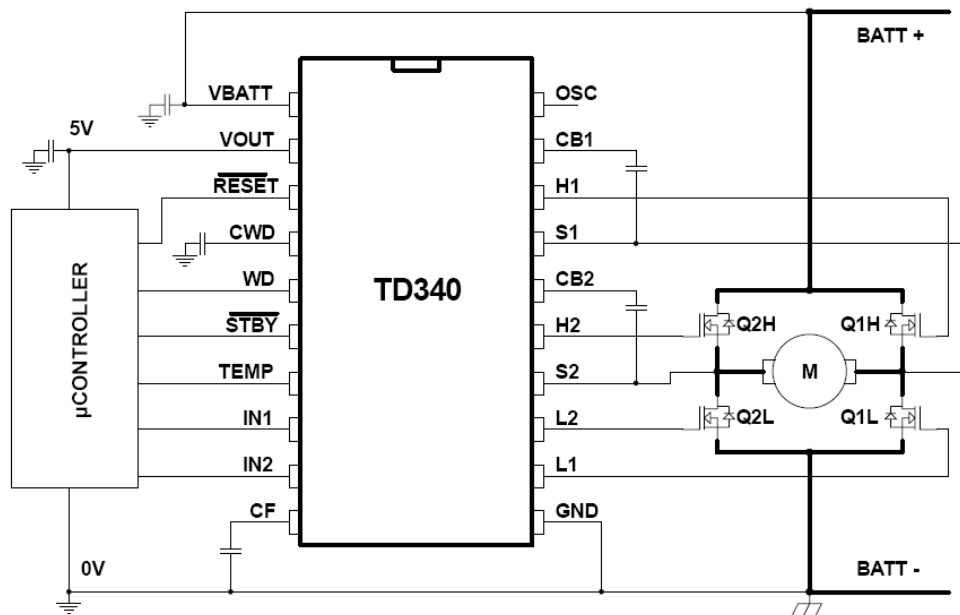 BATT +
VBATT
OSC
5V
VOUT
CB1
RESET
H1
CWD
S1
µCONTROLLER
WD
TD340
CB2
STBY
H2
Q2H
Q1H
TEMP
S2
M
IN1
L2
Q2L
Q1L
IN2
L1
CF
GND
0V
BATT -